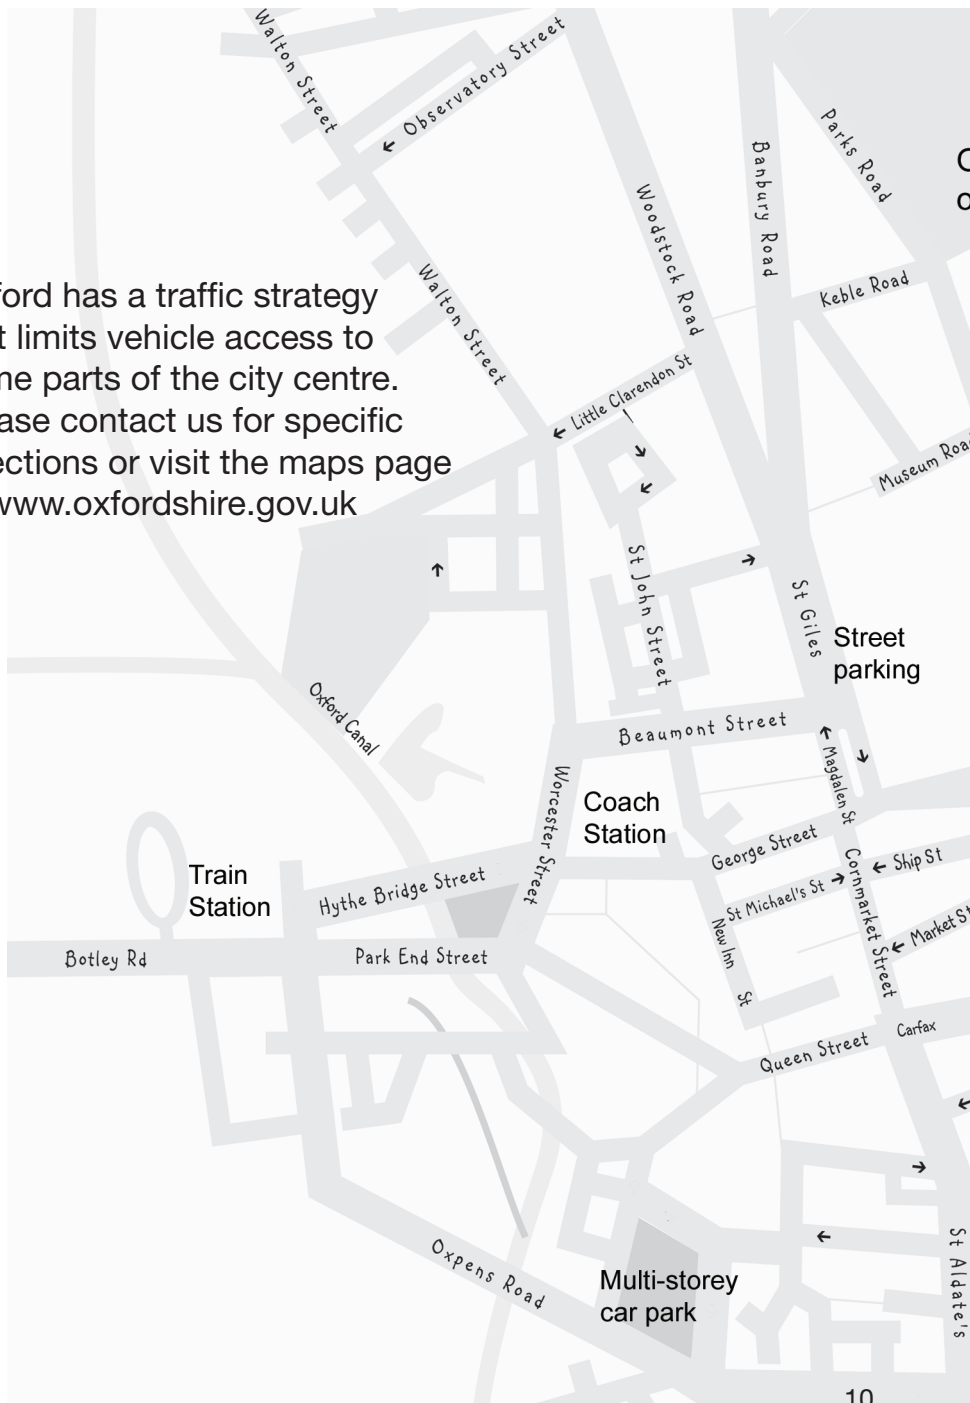 Walton Street
Observatory Street
Parks Road
Banbury Road
Woodstock Road
Keble Road
ford has a traffic strategy
t limits vehicle access to
me parts of the city centre.
ase contact us for specific
ections or visit the maps page
www.oxfordshire.gov.uk
Walton Street
Little Clarendon St
Museum Road
St John Street
St Giles
Street
parking
Oxford Canal
Beaumont Street
Magdalen St
Worcester Street
Coach
Station
George Street
Cornmarket Street
Ship St
Train
Station
Hythe Bridge Street
St Michael's St
Market St
New Inn St
Botley Rd
Park End Street
Carfax
Queen Street
St Aldate's
Oxpens Road
Multi-storey
car park
10